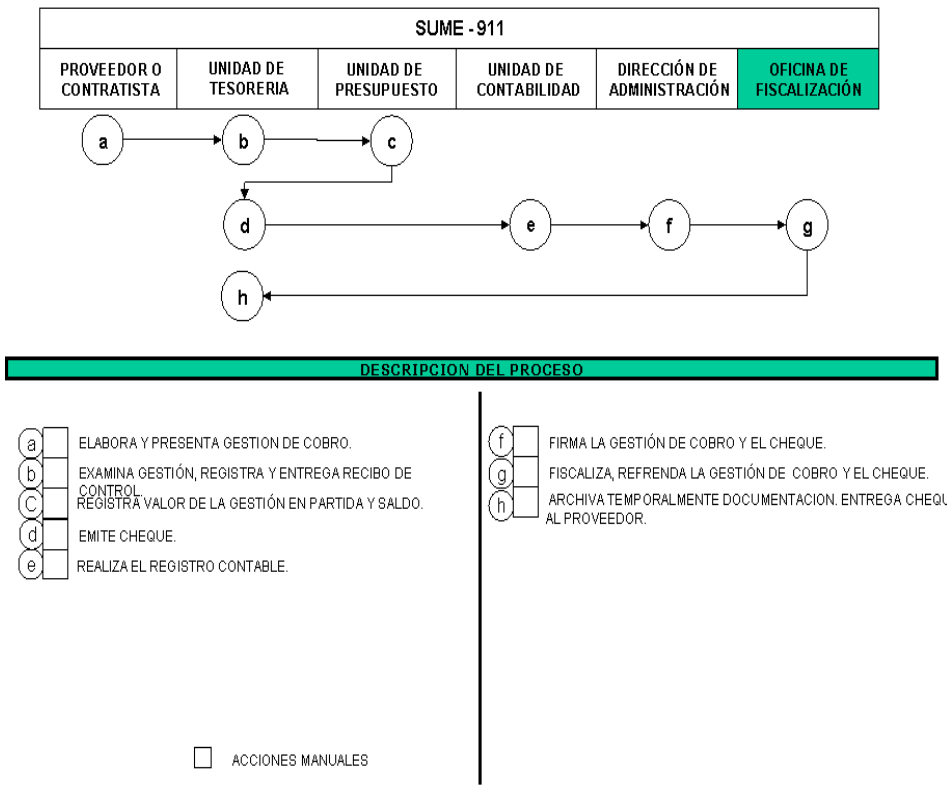 SUME - 911
PROVEEDOR O
CONTRATISTA
UNIDAD DE
TESORERIA
UNIDAD DE
PRESUPUESTO
UNIDAD DE
CONTABILIDAD
DIRECCIÓN DE
ADMINISTRACIÓN
OFICINA DE
FISCALIZACIÓN
a
b
c
d
e
f
g
h
DESCRIPCION DEL PROCESO
a ELABORA Y PRESENTA GESTION DE COBRO.
b EXAMINA GESTIÓN, REGISTRA Y ENTREGA RECIBO DE
CONTROL.
C REGISTRA VALOR DE LA GESTIÓN EN PARTIDA Y SALDO.
d EMITE CHEQUE.
e REALIZA EL REGISTRO CONTABLE.
f FIRMA LA GESTIÓN DE COBRO Y EL CHEQUE.
g FISCALIZA, REFRENDA LA GESTIÓN DE COBRO Y EL CHEQUE.
h ARCHIVA TEMPORALMENTE DOCUMENTACION. ENTREGA CHEQU
AL PROVEEDOR.
ACCIONES MANUALES